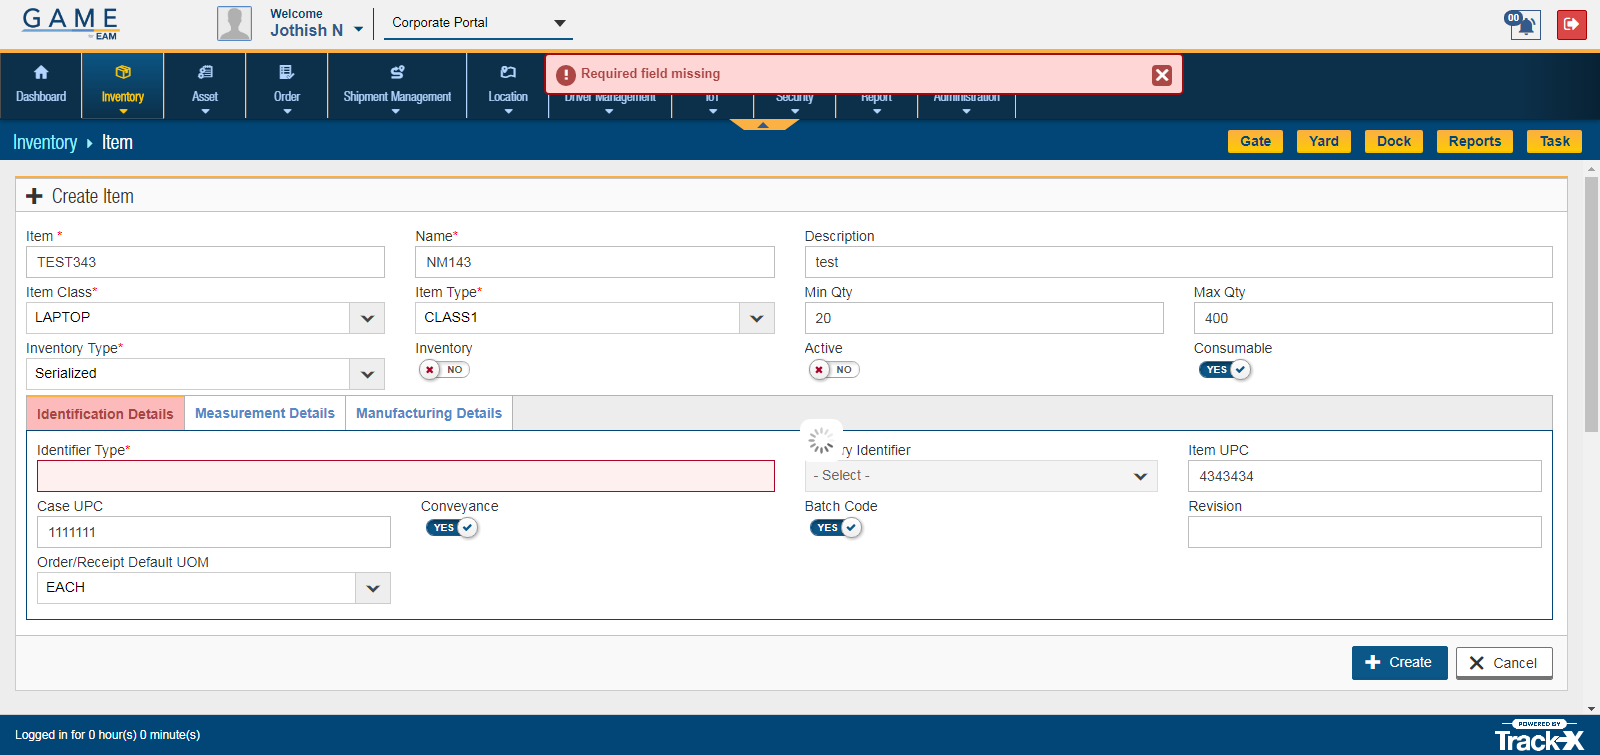 GAME
EAM
Welcome
Jothish N
Corporate Portal
00
Dashboard
Inventory
Asset
Order
Shipment Management
Location
Driver Management
IoT
Security
Report
Administration
Required field missing
Inventory Item
Gate
Yard
Dock
Reports
Task
Create Item
Item *
Name*
Description
TEST343
NM143
test
Item Class*
Item Type*
Min Qty
Max Qty
LAPTOP
CLASS1
20
400
Inventory Type*
Inventory
Active
Consumable
Serialized
NO
NO
YES
Identification Details
Measurement Details
Manufacturing Details
Identifier Type*
ry Identifier
Item UPC
- Select -
4343434
Case UPC
Conveyance
Batch Code
Revision
1111111
YES
YES
Order/Receipt Default UOM
EACH
Create
Cancel
Logged in for 0 hour(s) 0 minute(s)
POWERED BY
Track-X